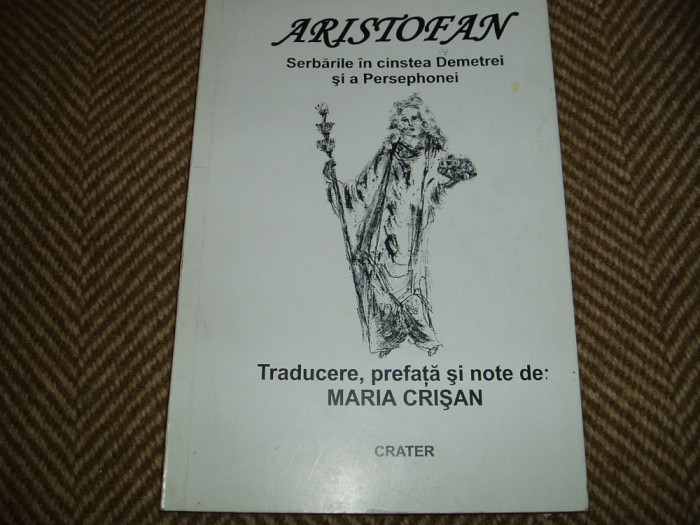 ARISTOFAN
Serbările în cinstea Demetrei
şi a Persephonei
Traducere, prefaţă şi note de:
MARIA CRIŞAN
CRATER